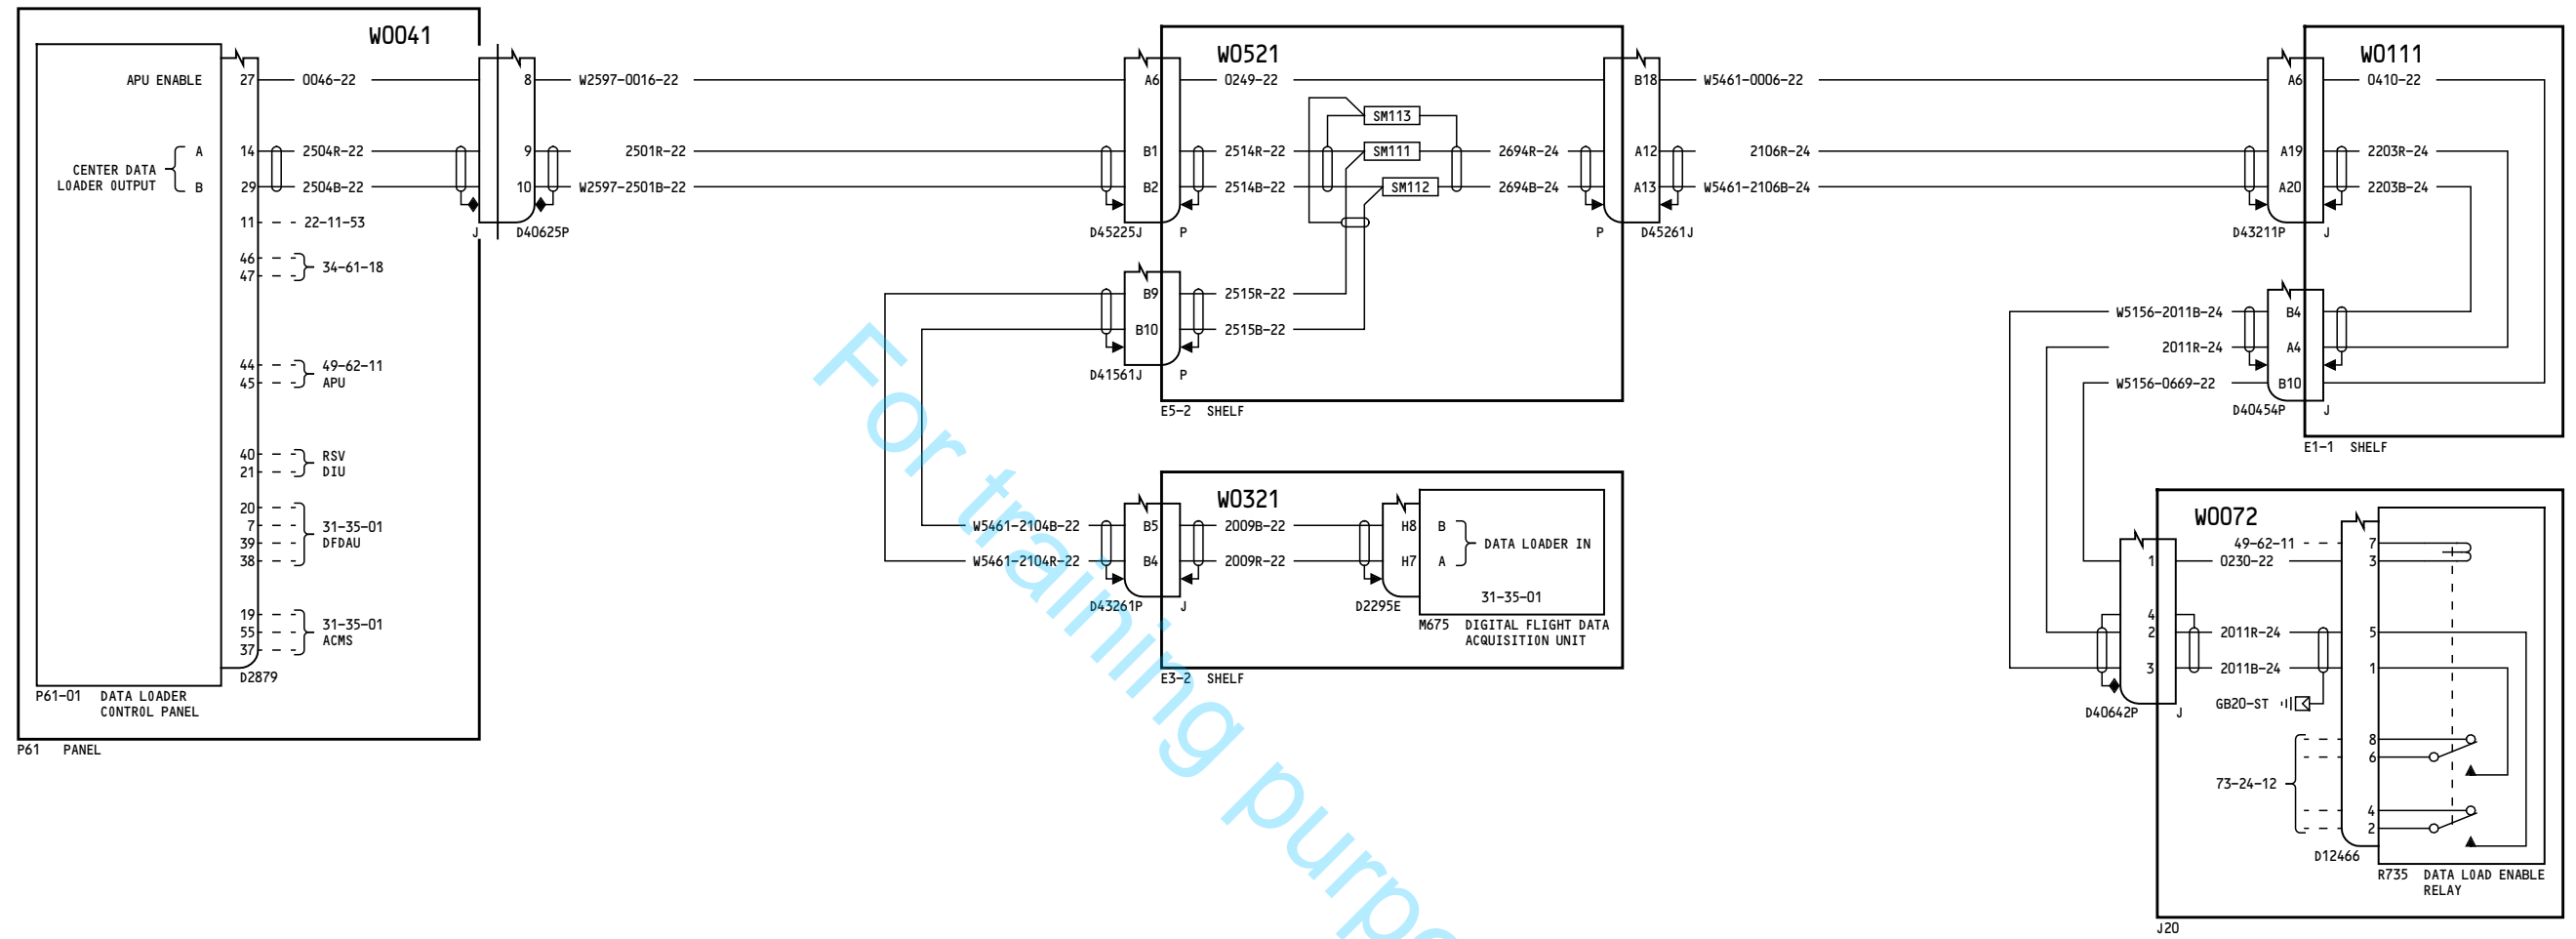 W0041
APU ENABLE 27 0046-22 8 W2597-0016-22
CENTER DATA
LOADER OUTPUT
A 14 2504R-22 9 2501R-22
B 29 2504B-22 10 W2597-2501B-22
11 22-11-53
J D40625P
46
47
34-61-18
44
45
49-62-11
APU
40
21
RSV
DIU
20
7
39
38
31-35-01
DFDAU
19
55
37
31-35-01
ACMS
D2879
P61-01 DATA LOADER
CONTROL PANEL
P61 PANEL
W0521
A6 0249-22 B18 W5461-0006-22
SM113
B1 2514R-22 SM111 2694R-24 A12 2106R-24
B2 2514B-22 SM112 2694B-24 A13 W5461-2106B-24
D45225J P
P D45261J
B9 2515R-22
B10 2515B-22
D41561J P
E5-2 SHELF
W0321
W5461-2104B-22 B5 2009B-22 H8 B
W5461-2104R-22 B4 2009R-22 H7 A
DATA LOADER IN
31-35-01
D43261P J
D2295E
M675 DIGITAL FLIGHT DATA
ACQUISITION UNIT
E3-2 SHELF
W0111
A6 0410-22
A19 2203R-24
A20 2203B-24
D43211P J
W5156-2011B-24 B4
2011R-24 A4
W5156-0669-22 B10
D40454P J
E1-1 SHELF
W0072
49-62-11 7
1 0230-22 3
4
2 2011R-24 5
3 2011B-24 1
GB20-ST
D40642P J
8
6
73-24-12
4
2
D12466
R735 DATA LOAD ENABLE
RELAY
J20
For training purpo